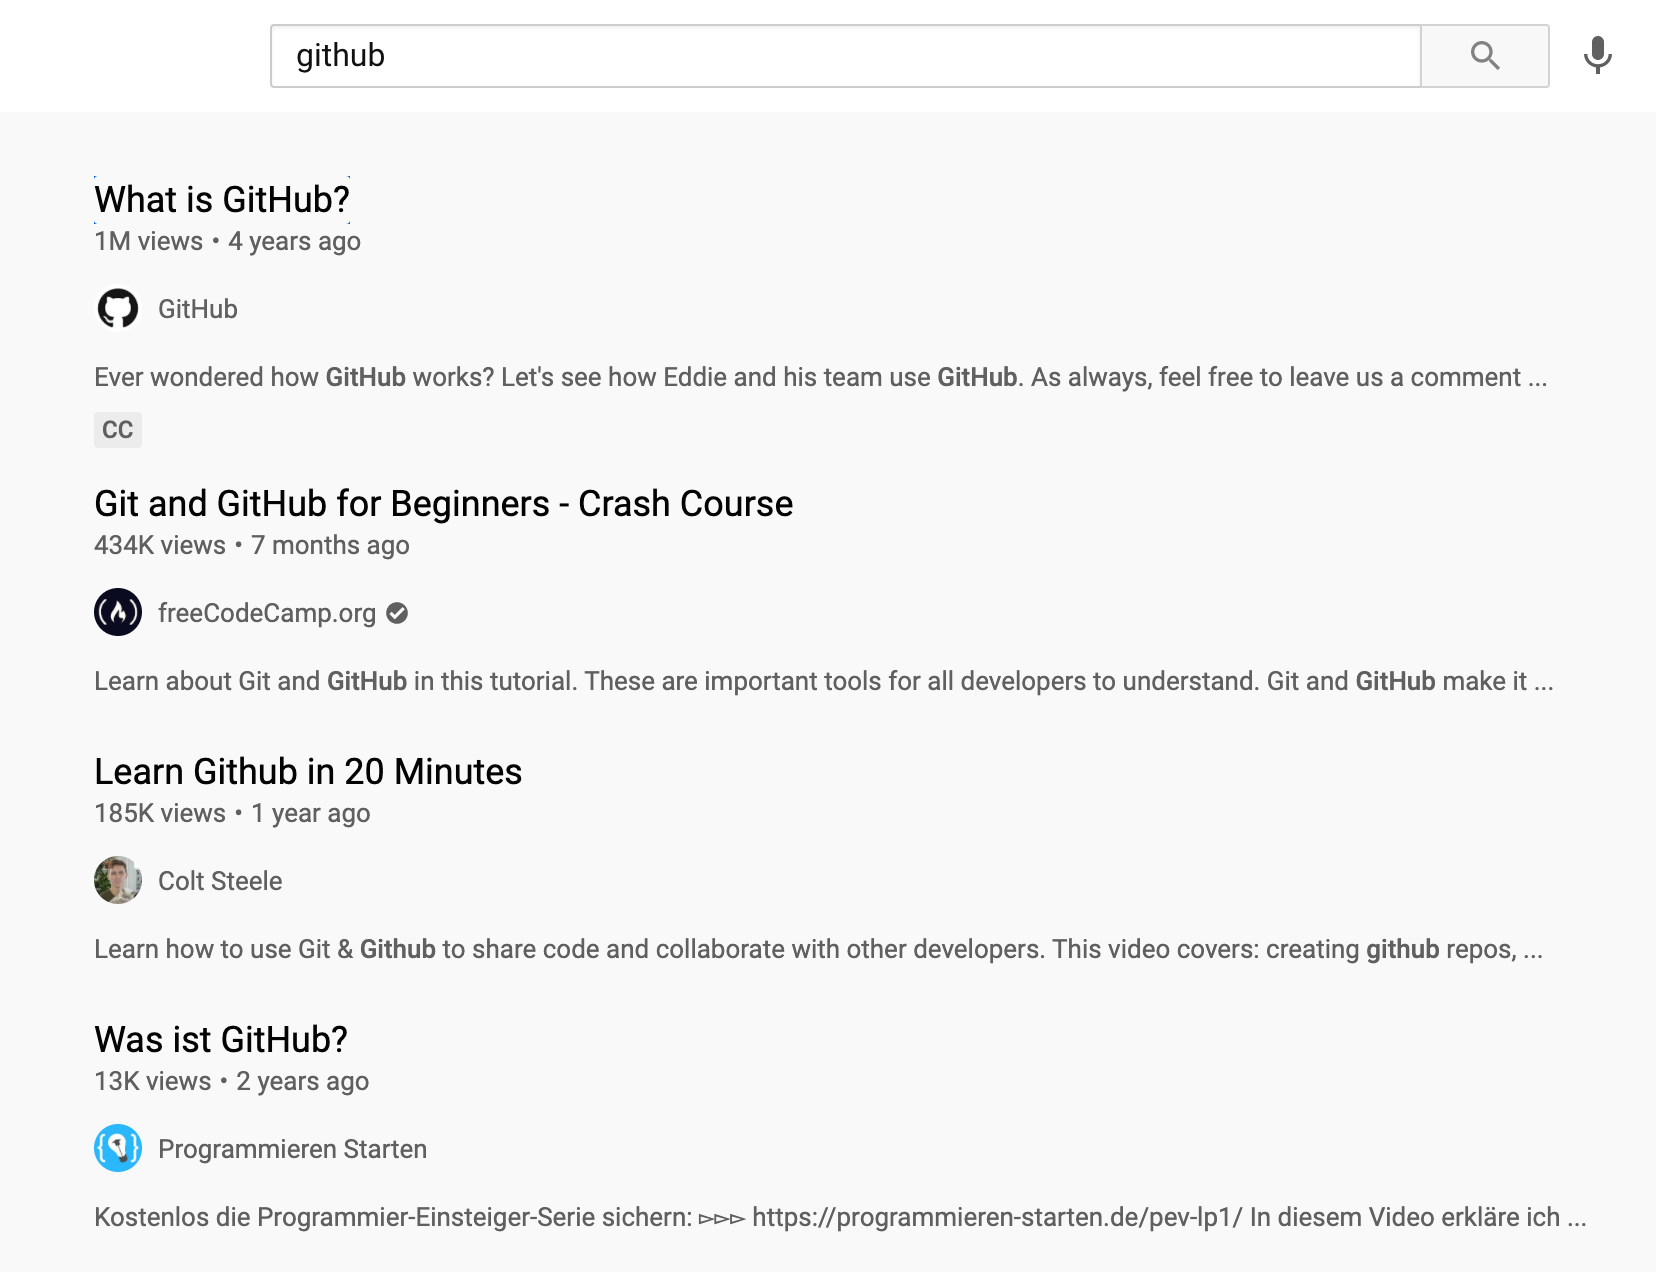 github
What is GitHub?
1M views • 4 years ago
GitHub
Ever wondered how GitHub works? Let's see how Eddie and his team use GitHub. As always, feel free to leave us a comment ...
CC
Git and GitHub for Beginners - Crash Course
434K views • 7 months ago
freeCodeCamp.org
Learn about Git and GitHub in this tutorial. These are important tools for all developers to understand. Git and GitHub make it ...
Learn Github in 20 Minutes
185K views • 1 year ago
Colt Steele
Learn how to use Git & Github to share code and collaborate with other developers. This video covers: creating github repos, ...
Was ist GitHub?
13K views • 2 years ago
Programmieren Starten
Kostenlos die Programmier-Einsteiger-Serie sichern: ▻▻▻ https://programmieren-starten.de/pev-lp1/ In diesem Video erkläre ich ...